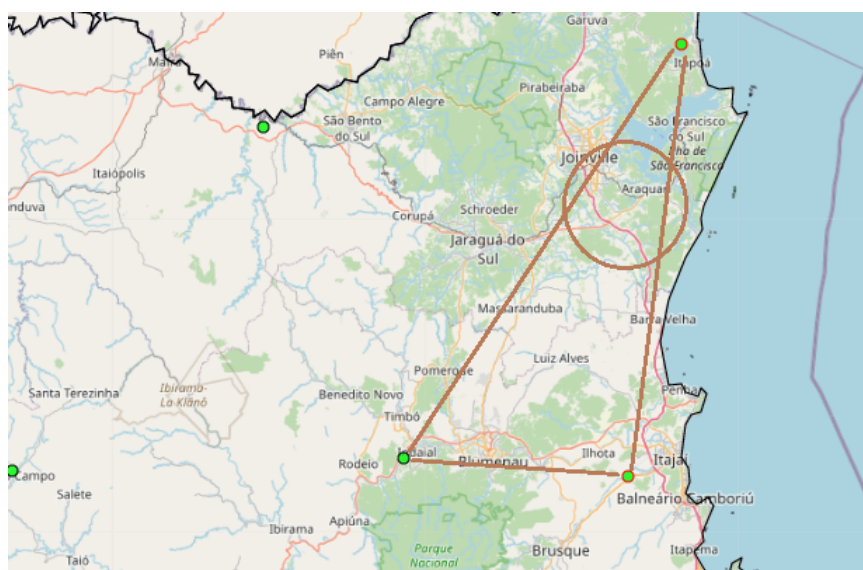 Garuva
Piên
Mafra
Itapoá
Pirabeiraba
Campo Alegre
São Bento
do Sul
São Francisco
do Sul
Ilha de
São Francisco
Joinville
Itaiópolis
Araquari
anduva
Corupá
Schroeder
Jaraguá do
Sul
Massaranduba
Barra Velha
Luiz Alves
Pomerode
Ibirama-
La Klãnõ
Santa Terezinha
Benedito Novo
Penha
Timbó
Indaial
Rodeio
Blumenau
Ilhota
Itajaí
Campo
Salete
Balneário Camboriú
Apiúna
Ibirama
Parque
Nacional
Brusque
Itapema
Taió